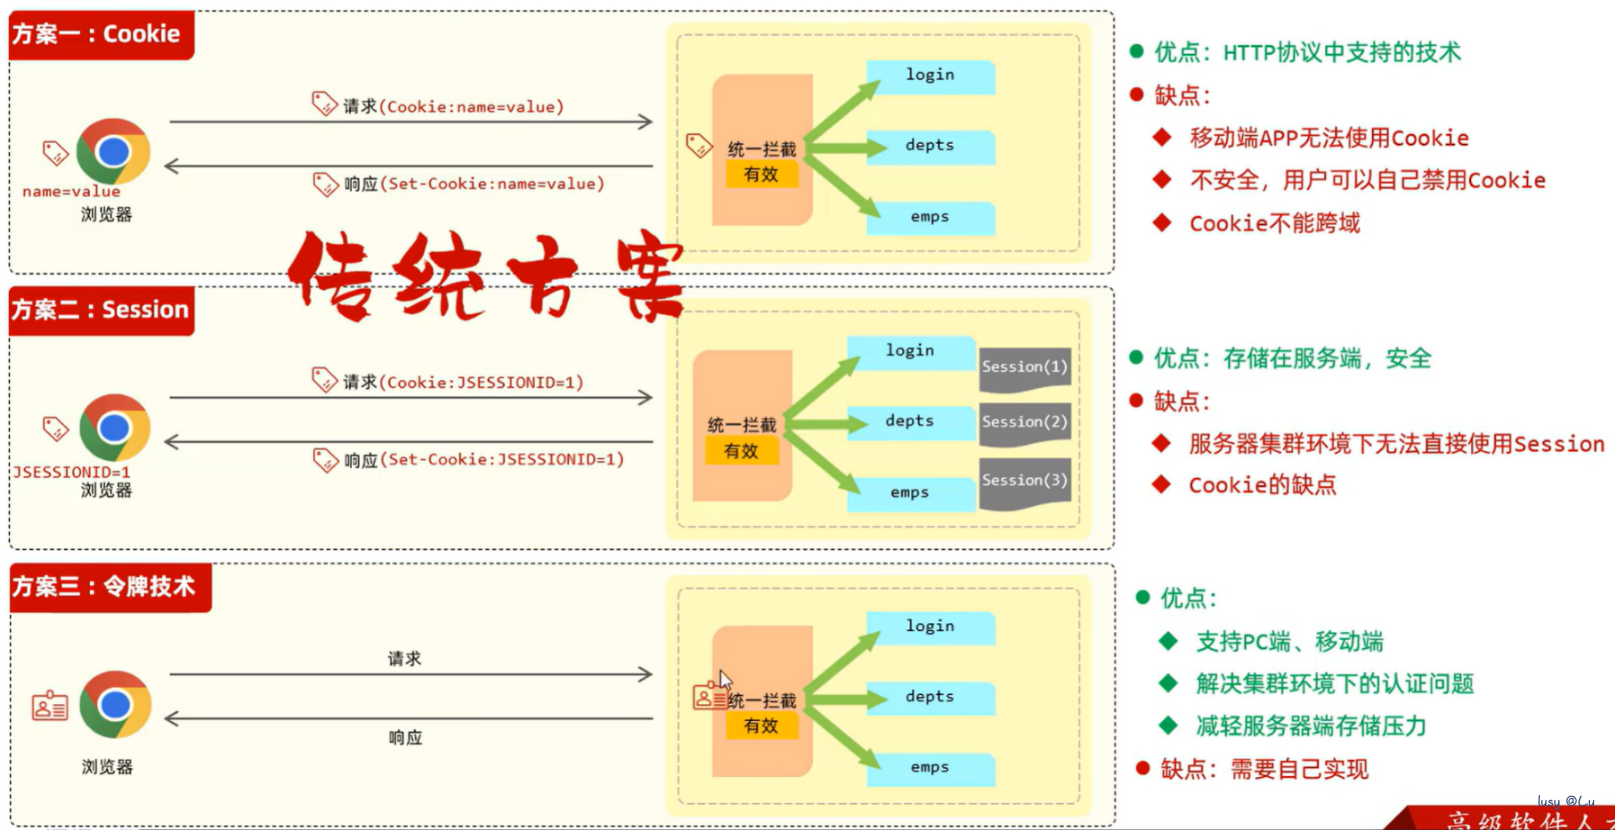 方案一：Cookie
请求(Cookie:name=value)
响应(Set-Cookie:name=value)
name=value
浏览器
统一拦截
有效
login
depts
emps
优点：HTTP协议中支持的技术
缺点：
移动端APP无法使用Cookie
不安全，用户可以自己禁用Cookie
Cookie不能跨域
传统方案
方案二：Session
请求(Cookie:JSESSIONID=1)
响应(Set-Cookie:JSESSIONID=1)
JSESSIONID=1
浏览器
统一拦截
有效
login
depts
emps
Session(1)
Session(2)
Session(3)
优点：存储在服务端，安全
缺点：
服务器集群环境下无法直接使用Session
Cookie的缺点
方案三：令牌技术
请求
响应
浏览器
统一拦截
有效
login
depts
emps
优点：
支持PC端、移动端
解决集群环境下的认证问题
减轻服务器端存储压力
缺点：需要自己实现
高级软件人